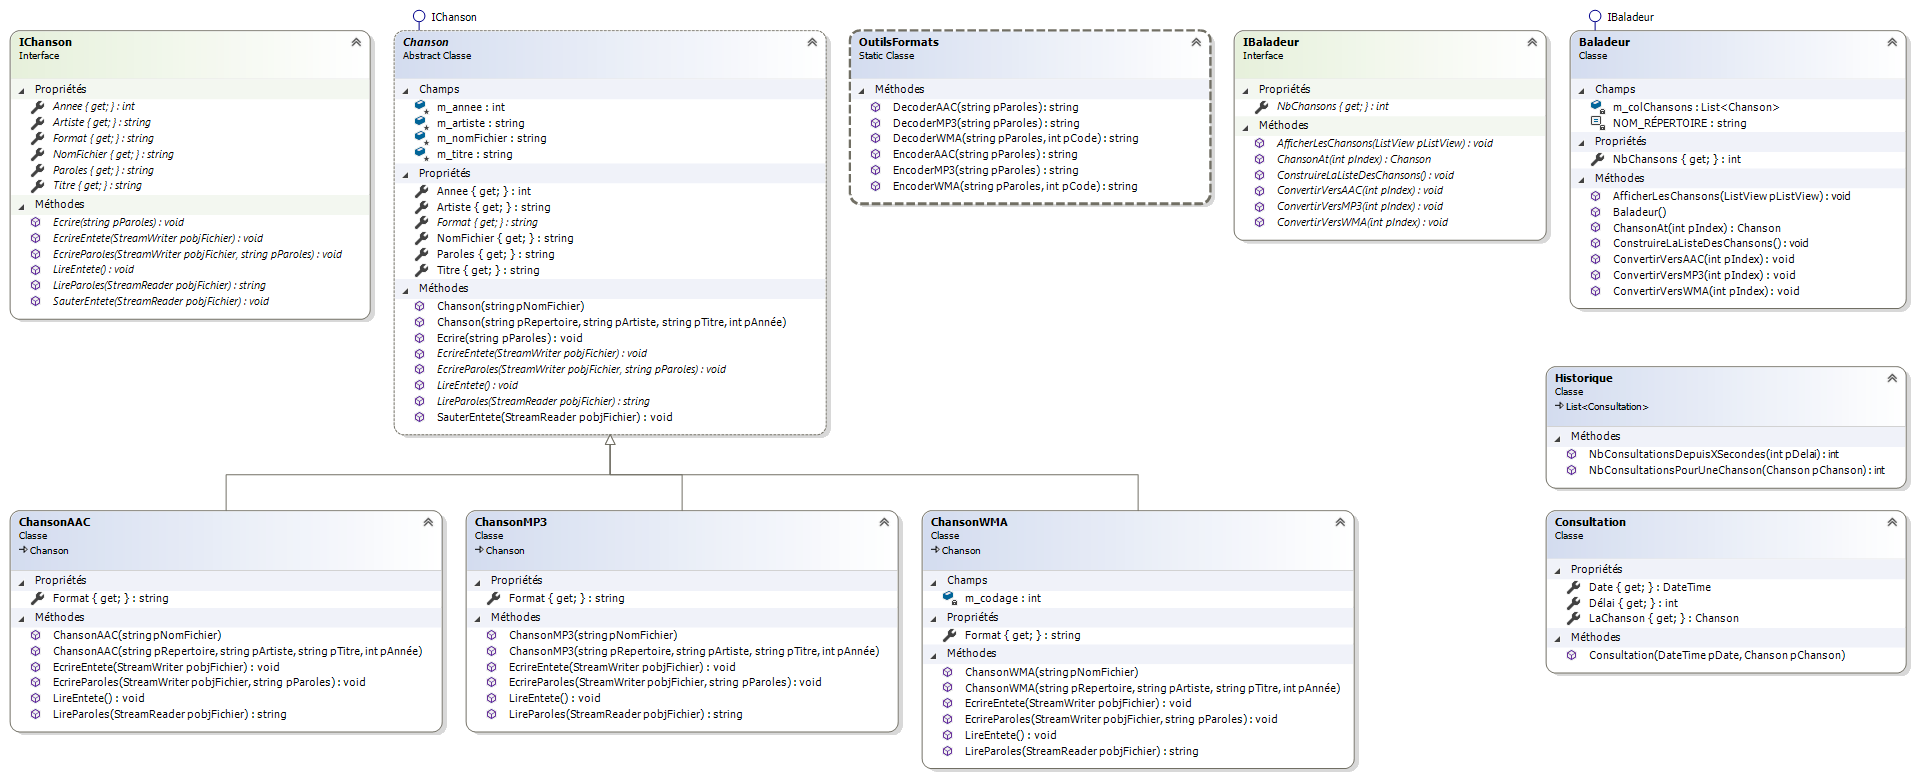 IChanson
IBaladeur
IChanson
Interface
Propriétés
Annee { get; } : int
Artiste { get; } : string
Format { get; } : string
NomFichier { get; } : string
Paroles { get; } : string
Titre { get; } : string
Méthodes
Ecrire(string pParoles) : void
EcrireEntete(StreamWriter pobjFichier) : void
EcrireParoles(StreamWriter pobjFichier, string pParoles) : void
LireEntete() : void
LireParoles(StreamReader pobjFichier) : string
SauterEntete(StreamReader pobjFichier) : void
Chanson
Abstract Classe
Champs
m_annee : int
m_artiste : string
m_nomFichier : string
m_titre : string
Propriétés
Annee { get; } : int
Artiste { get; } : string
Format { get; } : string
NomFichier { get; } : string
Paroles { get; } : string
Titre { get; } : string
Méthodes
Chanson(string pNomFichier)
Chanson(string pRepertoire, string pArtiste, string pTitre, int pAnnée)
Ecrire(string pParoles) : void
EcrireEntete(StreamWriter pobjFichier) : void
EcrireParoles(StreamWriter pobjFichier, string pParoles) : void
LireEntete() : void
LireParoles(StreamReader pobjFichier) : string
SauterEntete(StreamReader pobjFichier) : void
OutilsFormats
Static Classe
Méthodes
DecoderAAC(string pParoles) : string
DecoderMP3(string pParoles) : string
DecoderWMA(string pParoles, int pCode) : string
EncoderAAC(string pParoles) : string
EncoderMP3(string pParoles) : string
EncoderWMA(string pParoles, int pCode) : string
IBaladeur
Interface
Propriétés
NbChansons { get; } : int
Méthodes
AfficherLesChansons(ListView pListView) : void
ChansonAt(int pIndex) : Chanson
ConstruireLaListeDesChansons() : void
ConvertirVersAAC(int pIndex) : void
ConvertirVersMP3(int pIndex) : void
ConvertirVersWMA(int pIndex) : void
Baladeur
Classe
Champs
m_colChansons : List<Chanson>
NOM_RÉPERTOIRE : string
Propriétés
NbChansons { get; } : int
Méthodes
AfficherLesChansons(ListView pListView) : void
Baladeur()
ChansonAt(int pIndex) : Chanson
ConstruireLaListeDesChansons() : void
ConvertirVersAAC(int pIndex) : void
ConvertirVersMP3(int pIndex) : void
ConvertirVersWMA(int pIndex) : void
Historique
Classe
List<Consultation>
Méthodes
NbConsultationsDepuisXSecondes(int pDelai) : int
NbConsultationsPourUneChanson(Chanson pChanson) : int
ChansonAAC
Classe
Chanson
Propriétés
Format { get; } : string
Méthodes
ChansonAAC(string pNomFichier)
ChansonAAC(string pRepertoire, string pArtiste, string pTitre, int pAnnée)
EcrireEntete(StreamWriter pobjFichier) : void
EcrireParoles(StreamWriter pobjFichier, string pParoles) : void
LireEntete() : void
LireParoles(StreamReader pobjFichier) : string
ChansonMP3
Classe
Chanson
Propriétés
Format { get; } : string
Méthodes
ChansonMP3(string pNomFichier)
ChansonMP3(string pRepertoire, string pArtiste, string pTitre, int pAnnée)
EcrireEntete(StreamWriter pobjFichier) : void
EcrireParoles(StreamWriter pobjFichier, string pParoles) : void
LireEntete() : void
LireParoles(StreamReader pobjFichier) : string
ChansonWMA
Classe
Chanson
Champs
m_codage : int
Propriétés
Format { get; } : string
Méthodes
ChansonWMA(string pNomFichier)
ChansonWMA(string pRepertoire, string pArtiste, string pTitre, int pAnnée)
EcrireEntete(StreamWriter pobjFichier) : void
EcrireParoles(StreamWriter pobjFichier, string pParoles) : void
LireEntete() : void
LireParoles(StreamReader pobjFichier) : string
Consultation
Classe
Propriétés
Date { get; } : DateTime
Délai { get; } : int
LaChanson { get; } : Chanson
Méthodes
Consultation(DateTime pDate, Chanson pChanson)